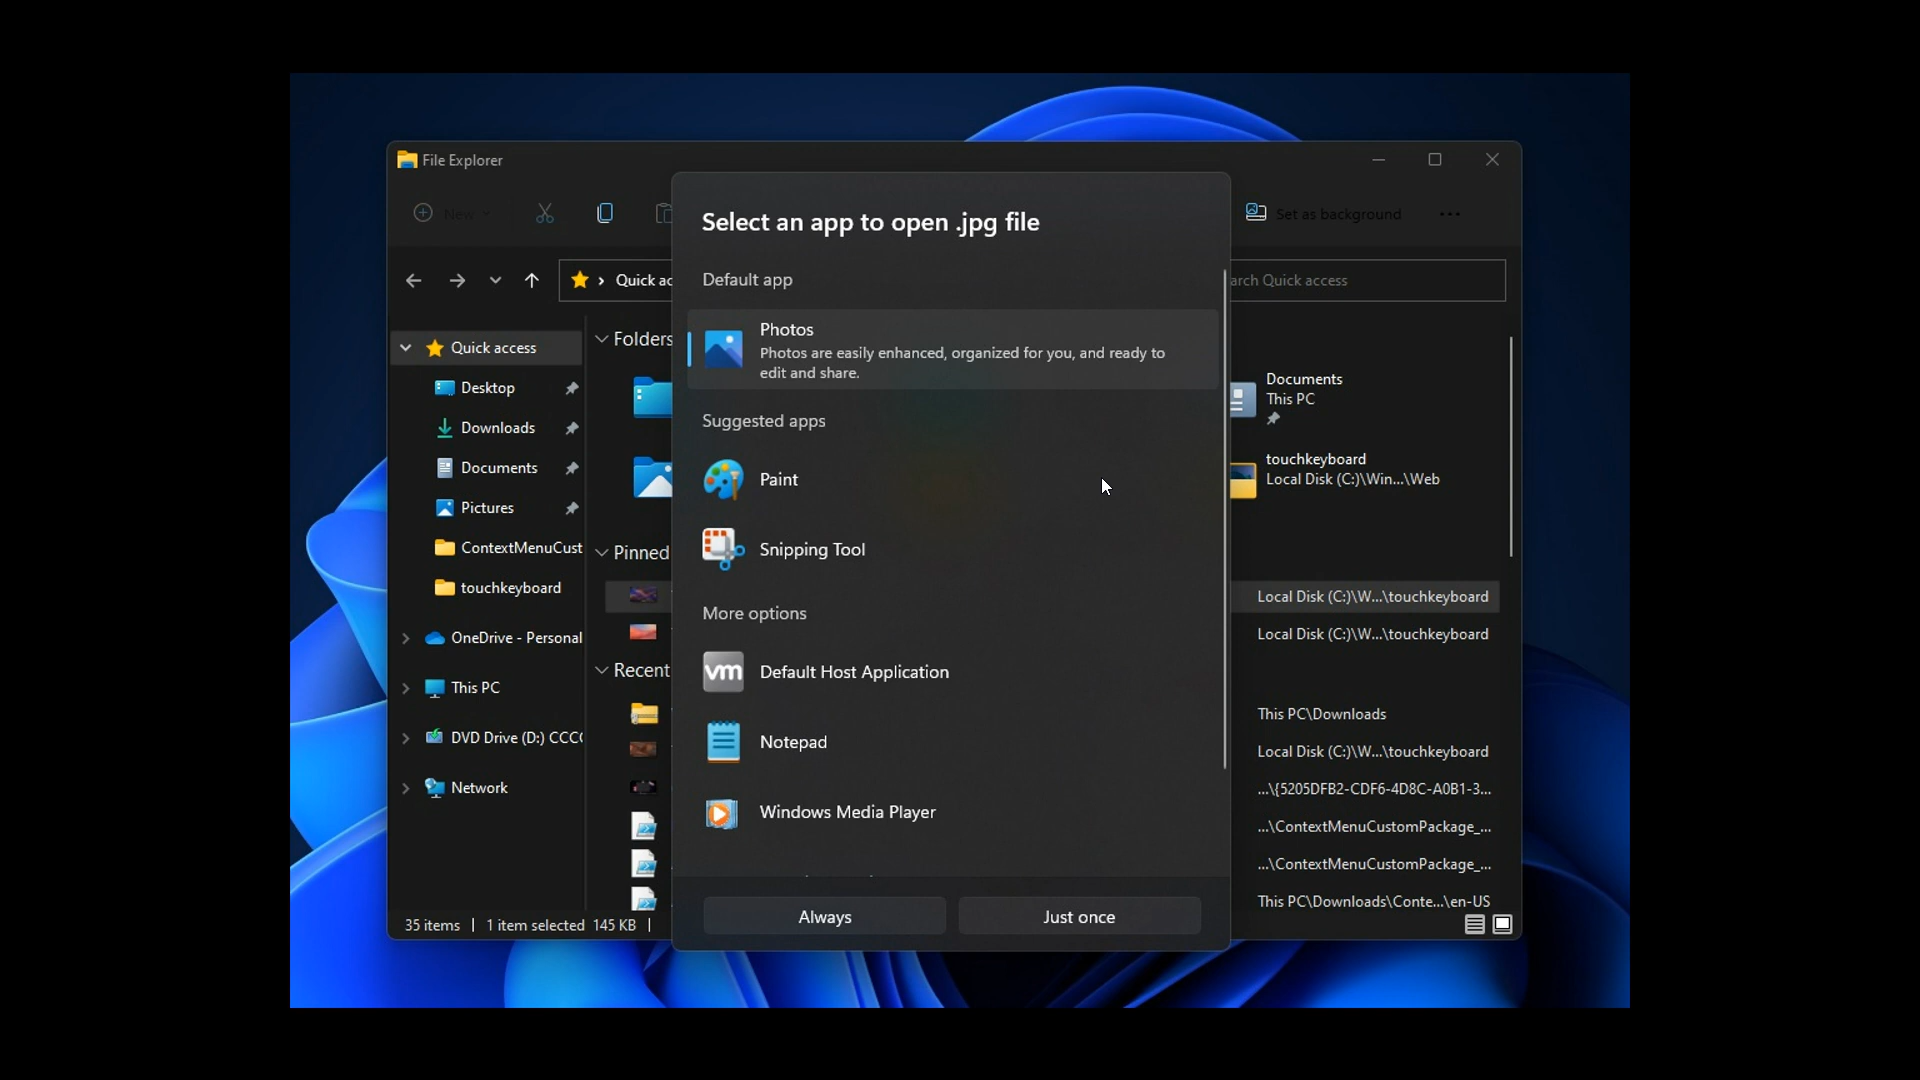 File Explorer
New
Set as background
Quick ac
arch Quick access
Quick access
Desktop
Downloads
Documents
Pictures
ContextMenuCust
touchkeyboard
OneDrive - Personal
This PC
DVD Drive (D:) CCC
Network
Folders
Pinned
Recent
Select an app to open .jpg file
Default app
Photos
Photos are easily enhanced, organized for you, and ready to
edit and share.
Suggested apps
Paint
Snipping Tool
More options
vm
Default Host Application
Notepad
Windows Media Player
Always
Just once
Documents
This PC
touchkeyboard
Local Disk (C:)\Win...\Web
Local Disk (C:)\W...\touchkeyboard
Local Disk (C:)\W...\touchkeyboard
This PC\Downloads
Local Disk (C:)\W...\touchkeyboard
...\{5205DFB2-CDF6-4D8C-A0B1-3...
...\ContextMenuCustomPackage_...
...\ContextMenuCustomPackage_...
This PC\Downloads\Conte...\en-US
35 items | 1 item selected 145 KB |